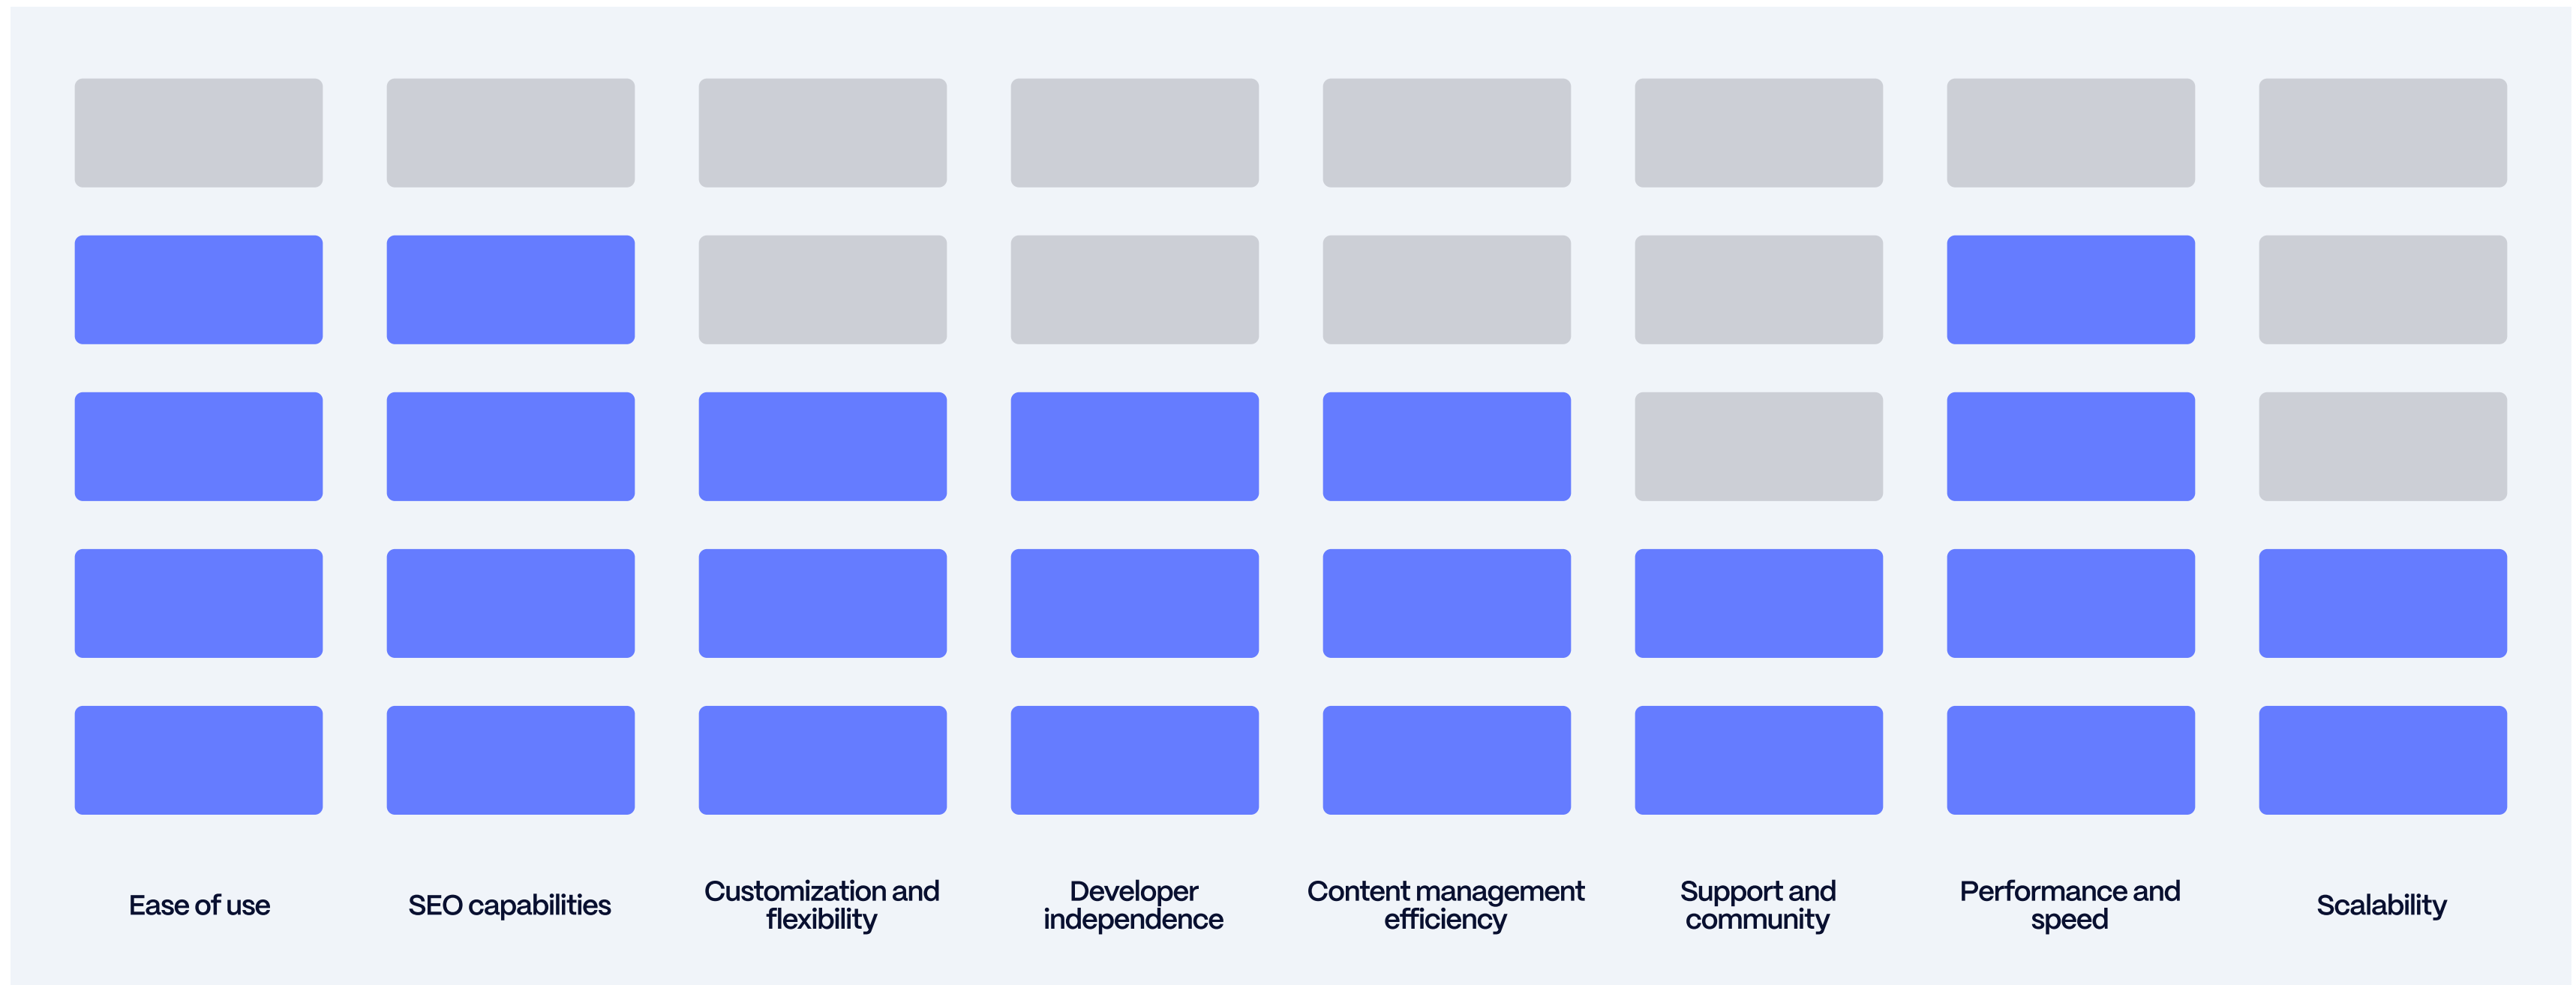 Ease of use
SEO capabilities
Customization and
flexibility
Developer
independence
Content management
efficiency
Support and
community
Performance and
speed
Scalability